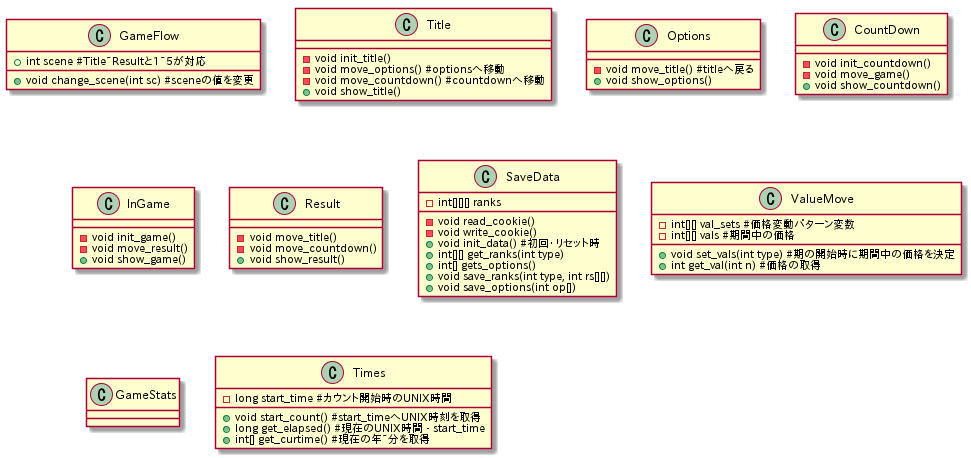 C GameFlow
int scene #Title~Resultと1~5が対応
void change_scene(int sc) #sceneの値を変更
C Title
void init_title()
void move_options() #optionsへ移動
void move_countdown() #countdownへ移動
void show_title()
C Options
void move_title() #titleへ戻る
void show_options()
C CountDown
void init_countdown()
void move_game()
void show_countdown()
C InGame
void init_game()
void move_result()
void show_game()
C Result
void move_title()
void move_countdown()
void show_result()
C SaveData
int[][][] ranks
void read_cookie()
void write_cookie()
void init_data() #初回・リセット時
int[][] get_ranks(int type)
int[] gets_options()
void save_ranks(int type, int rs[][])
void save_options(int op[])
C ValueMove
int[][] val_sets #価格変動パターン変数
int[][] vals #期間中の価格
void set_vals(int type) #期の開始時に期間中の価格を決定
int get_val(int n) #価格の取得
C GameStats
C Times
long start_time #カウント開始時のUNIX時間
void start_count() #start_timeへUNIX時刻を取得
long get_elapsed() #現在のUNIX時間 - start_time
int[] get_curtime() #現在の年~分を取得